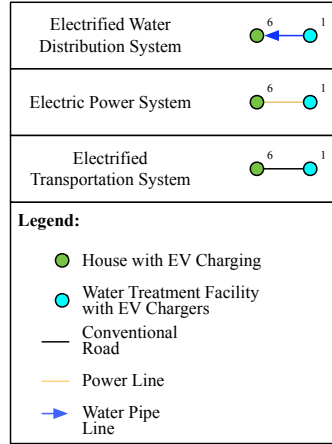 Electrified Water
Distribution System
6 1
Electric Power System
6 1
Electrified
Transportation System
6 1
Legend:
House with EV Charging
Water Treatment Facility
with EV Chargers
Conventional
Road
Power Line
Water Pipe
Line